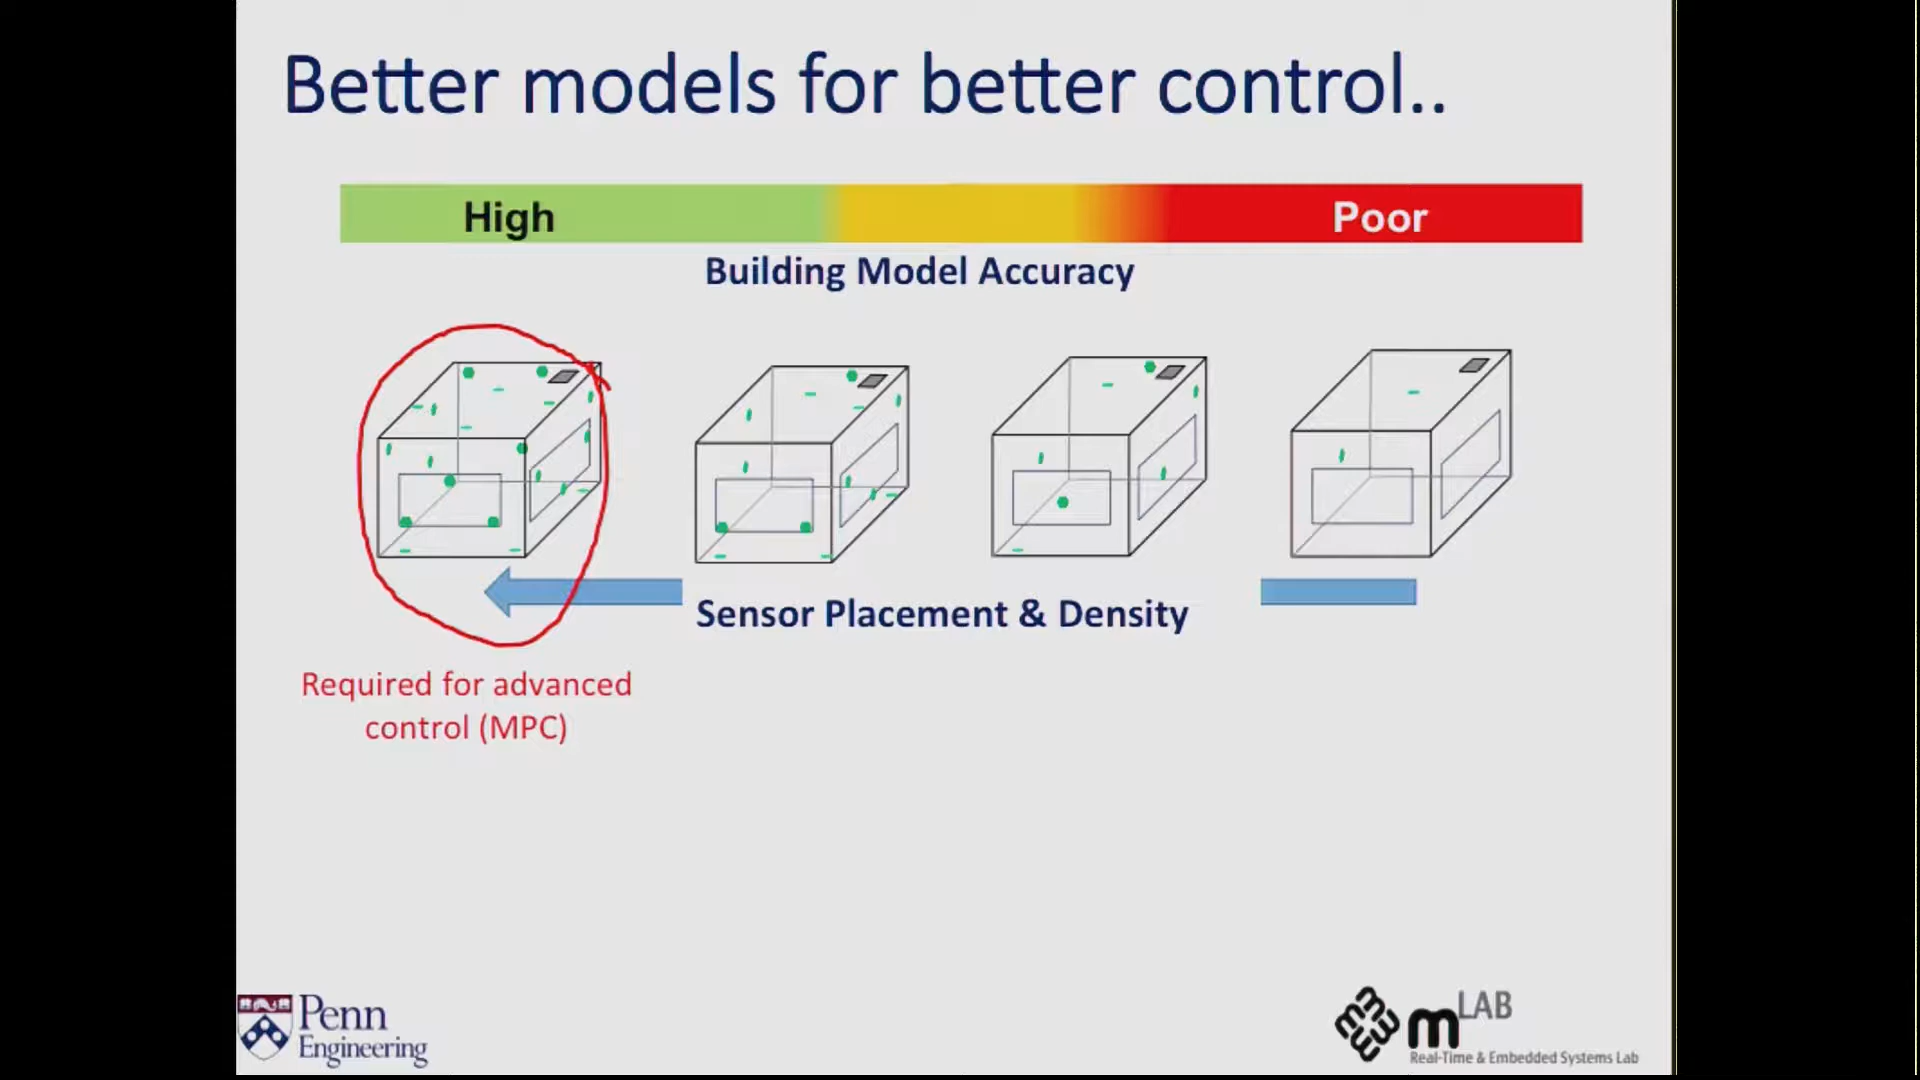 Better models for better control..
High
Poor
Building Model Accuracy
Sensor Placement & Density
Required for advanced
control (MPC)
Penn
Engineering
mLAB
Real-Time & Embedded Systems Lab